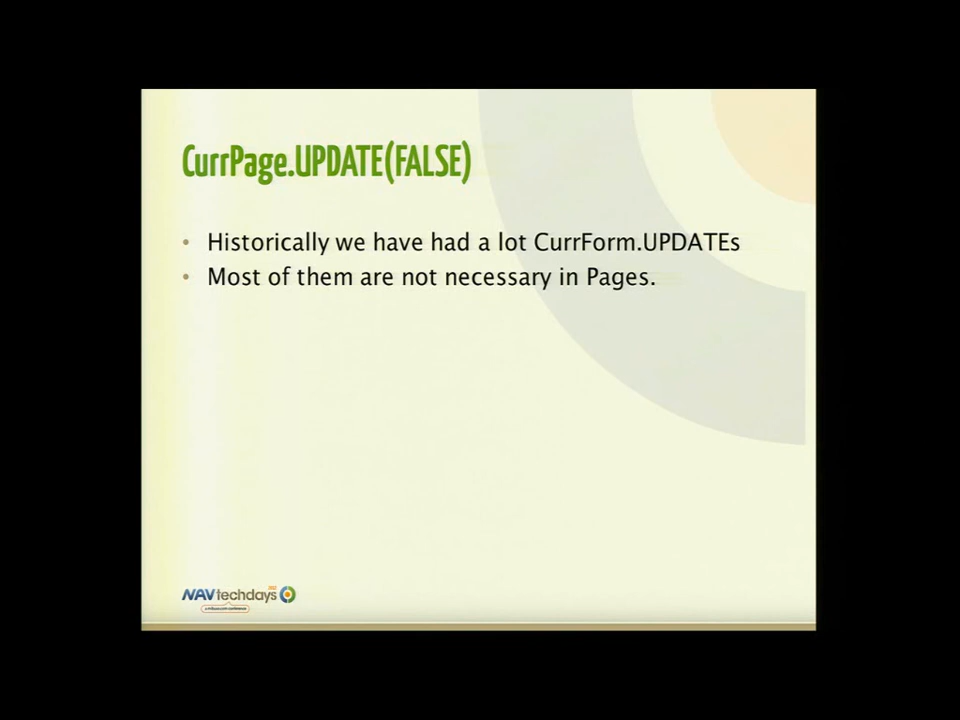 CurrPage.UPDATE(FALSE)
• Historically we have had a lot CurrForm.UPDATEs
• Most of them are not necessary in Pages.
NAVtechdays